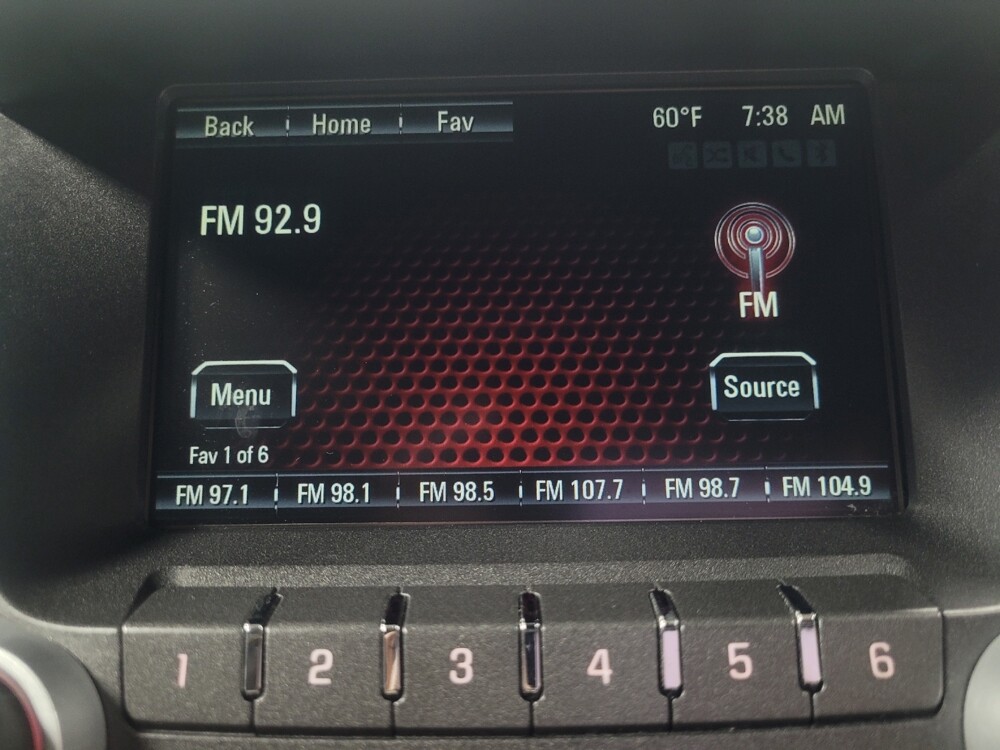 Back Home Fav 60°F 7:38 AM
FM 92.9
FM
Menu Source
Fav 1 of 6
FM 97.1 FM 98.1 FM 98.5 FM 107.7 FM 98.7 FM 104.9
1 2 3 4 5 6